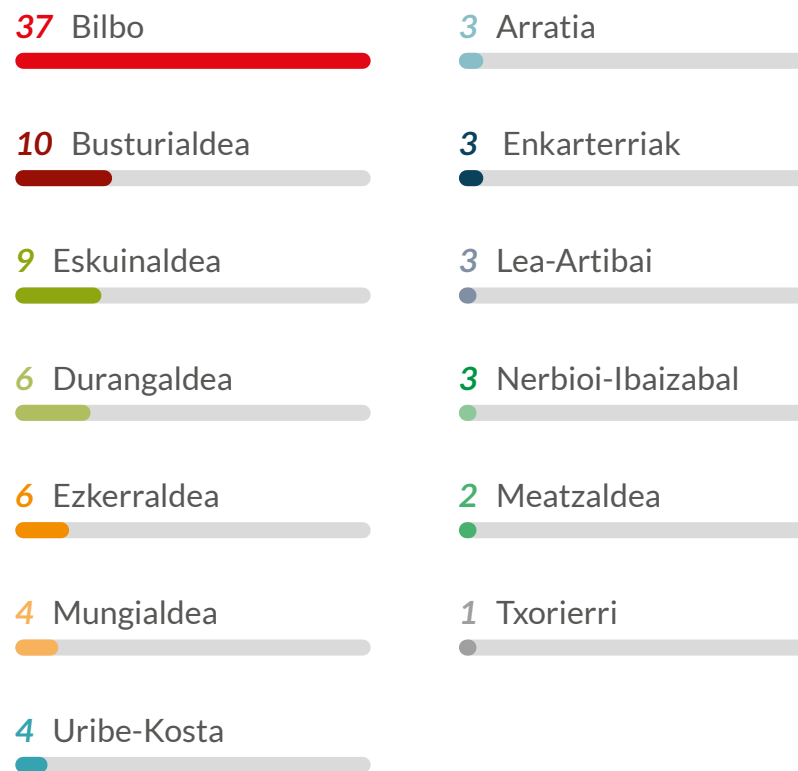 37 Bilbo
10 Busturialdea
9 Eskuinaldea
6 Durangaldea
6 Ezkerraldea
4 Mungialdea
4 Uribe-Kosta
3 Arratia
3 Enkarterriak
3 Lea-Artibai
3 Nerbioi-Ibaizabal
2 Meatzaldea
1 Txorierri